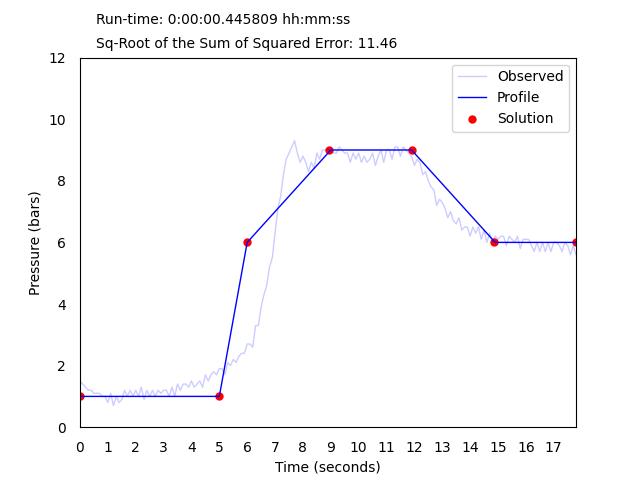 Run-time: 0:00:00.445809 hh:mm:ss
Sq-Root of the Sum of Squared Error: 11.46
12
10
8
6
4
2
0
Pressure (bars)
Observed
Profile
Solution
0 1 2 3 4 5 6 7 8 9 10 11 12 13 14 15 16 17
Time (seconds)